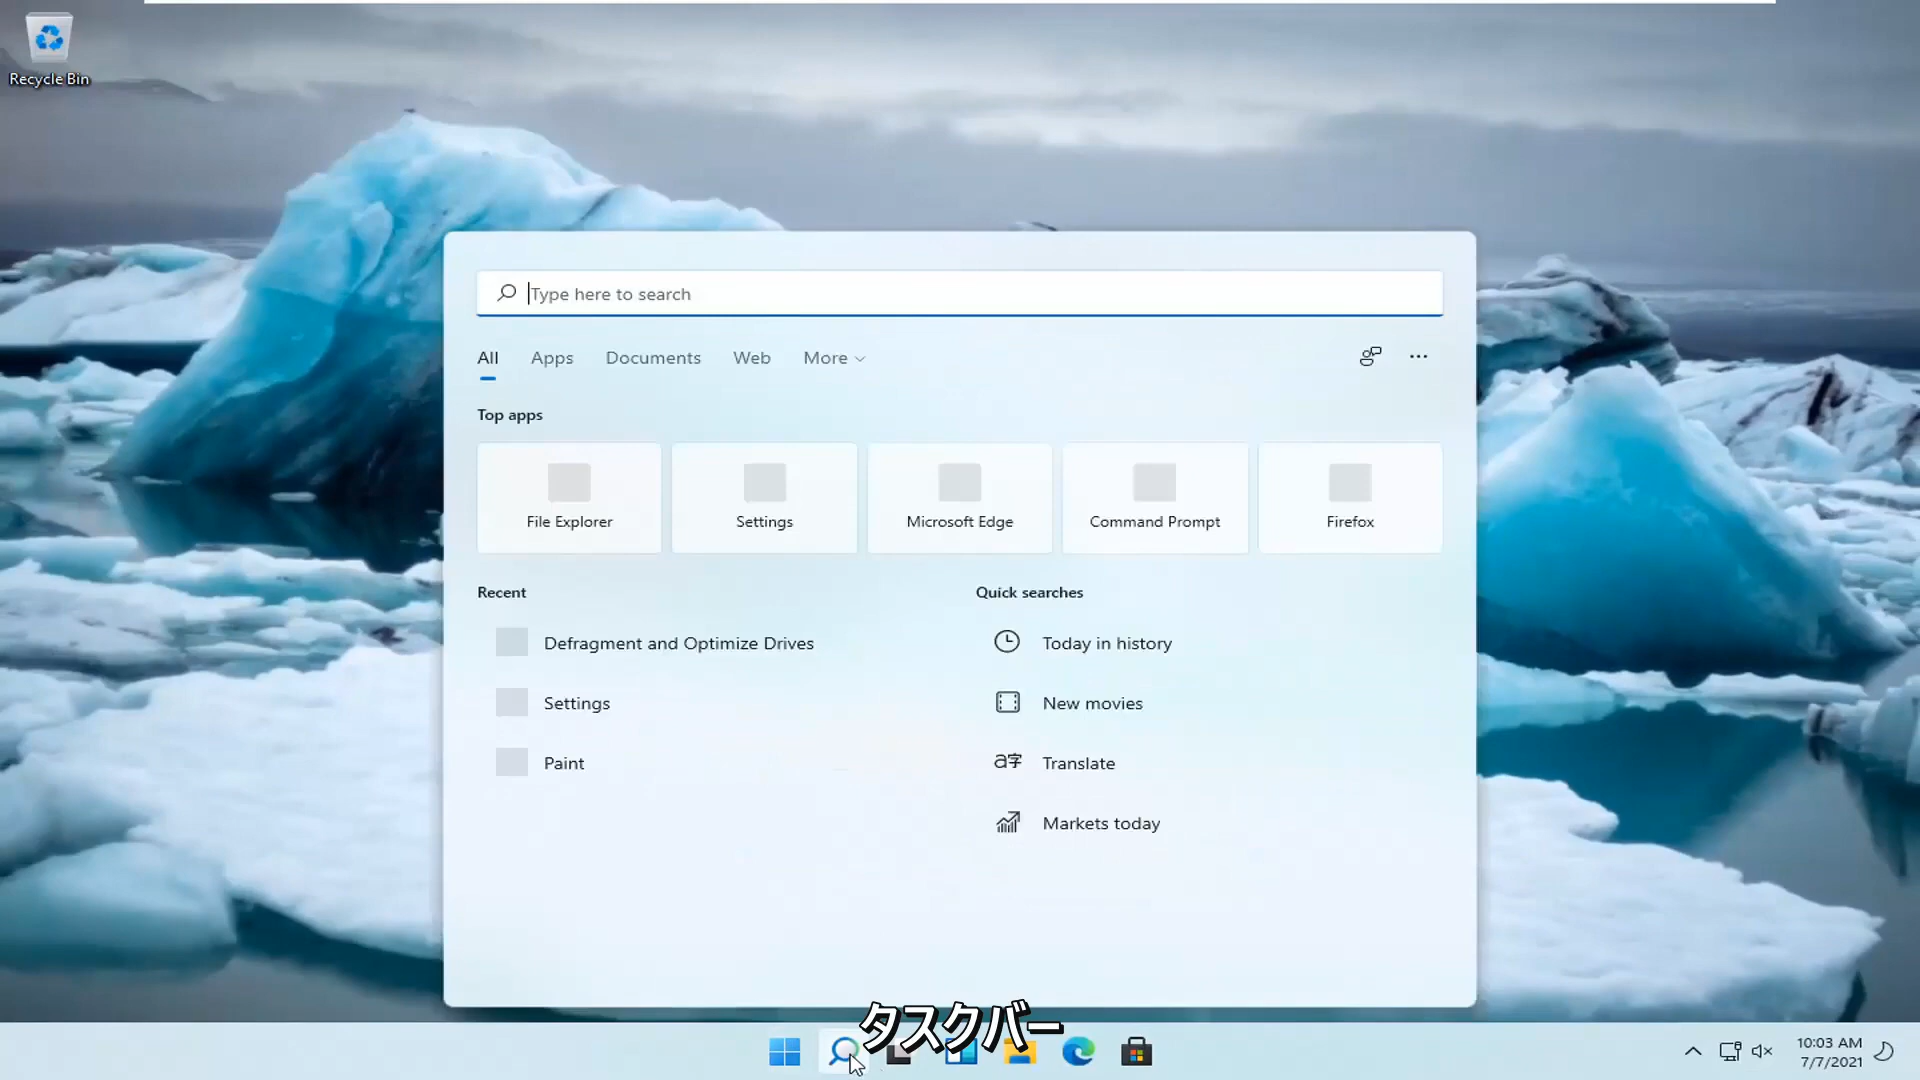 Recycle Bin
Type here to search
All Apps Documents Web More
Top apps
File Explorer Settings Microsoft Edge Command Prompt Firefox
Recent
Defragment and Optimize Drives
Settings
Paint
Quick searches
Today in history
New movies
a字 Translate
Markets today
タスクバー
10:03 AM
7/7/2021